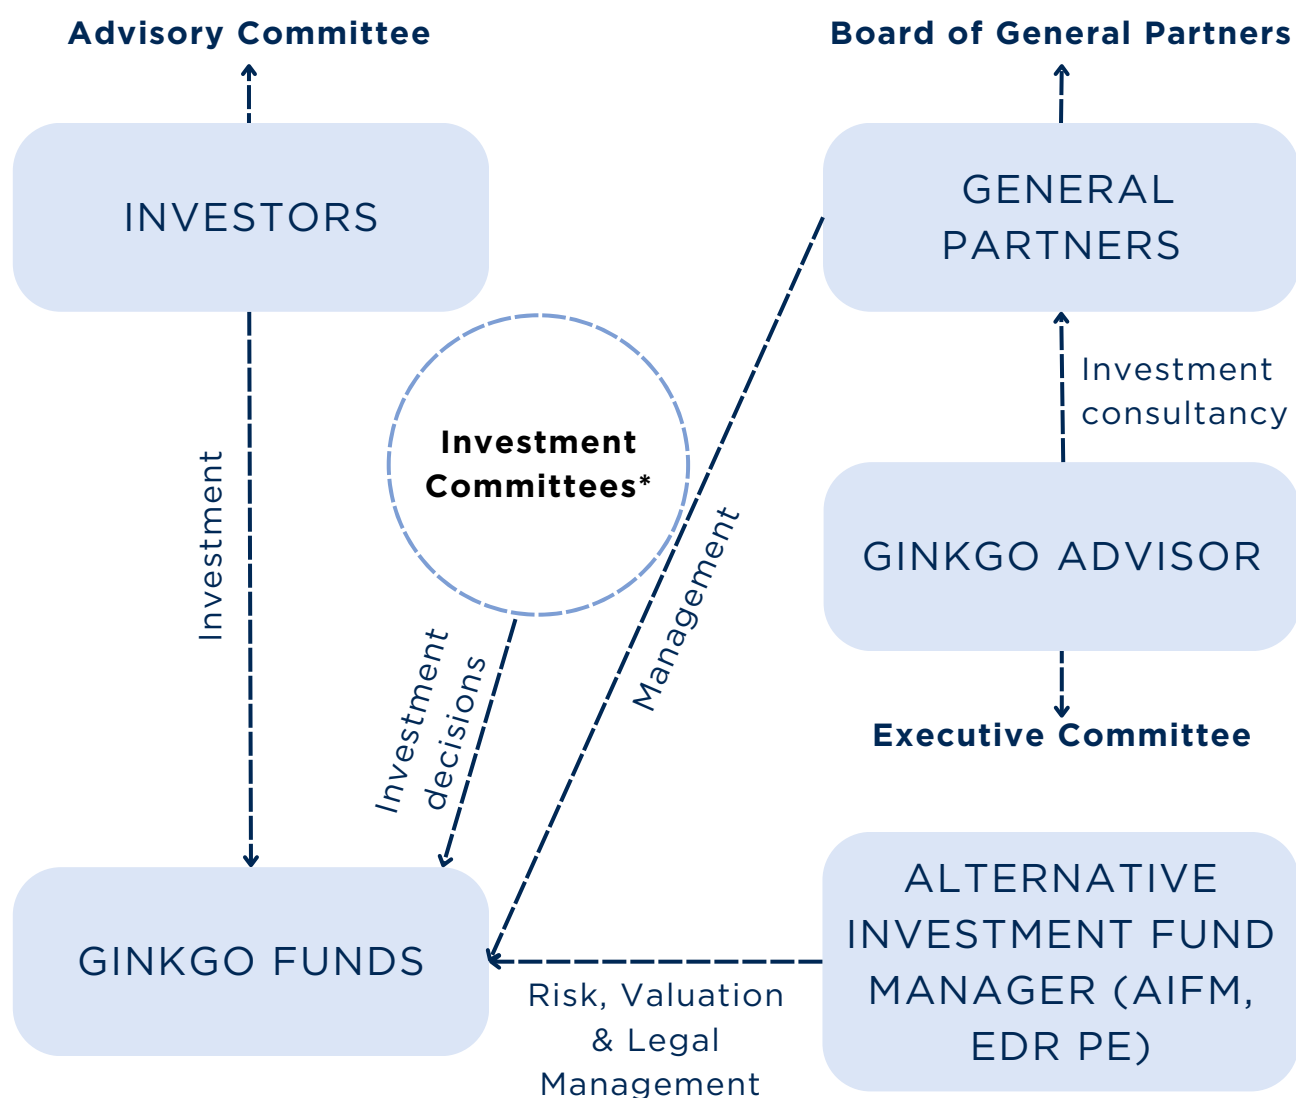 Advisory Committee
Board of General Partners
INVESTORS
GENERAL
PARTNERS
Investment
consultancy
Investment
Committees*
Investment
Management
GINKGO ADVISOR
Investment
decisions
Executive Committee
GINKGO FUNDS
ALTERNATIVE
INVESTMENT FUND
MANAGER (AIFM,
EDR PE)
Risk, Valuation
& Legal
Management